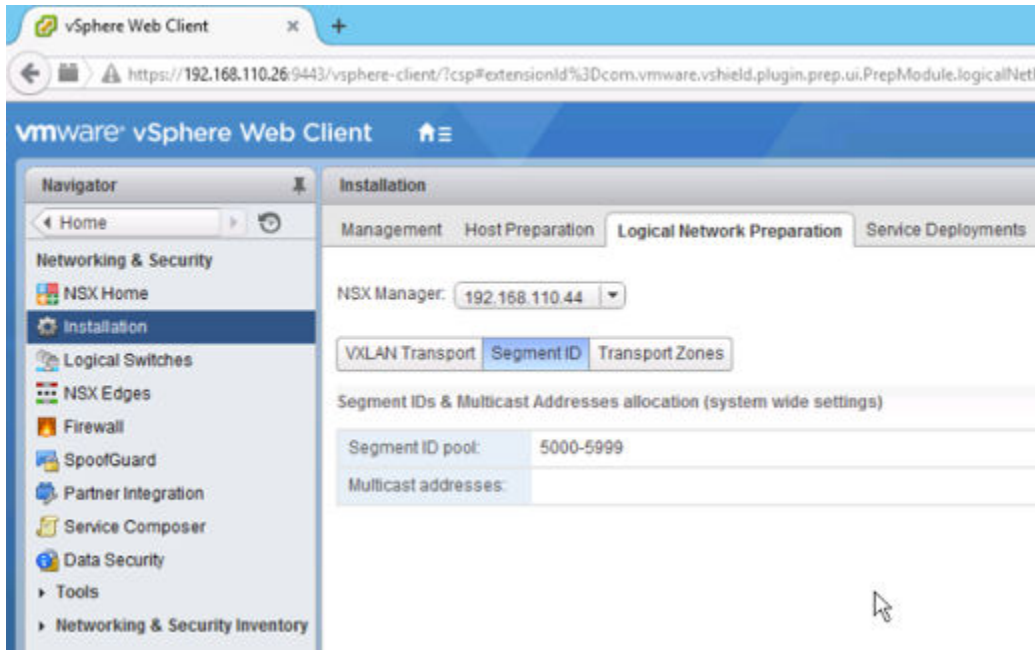 vSphere Web Client × +
https://192.168.110.26:9443/vsphere-client/?csp#extensionId%3Dcom.vmware.vshield.plugin.prep.ui.PrepModule.logicalNetl
vmware® vSphere Web Client
Navigator
Home
Networking & Security
NSX Home
Installation
Logical Switches
NSX Edges
Firewall
SpoofGuard
Partner Integration
Service Composer
Data Security
Tools
Networking & Security Inventory
Installation
Management Host Preparation Logical Network Preparation Service Deployments
NSX Manager: 192.168.110.44
VXLAN Transport Segment ID Transport Zones
Segment IDs & Multicast Addresses allocation (system wide settings)
Segment ID pool: 5000-5999
Multicast addresses: